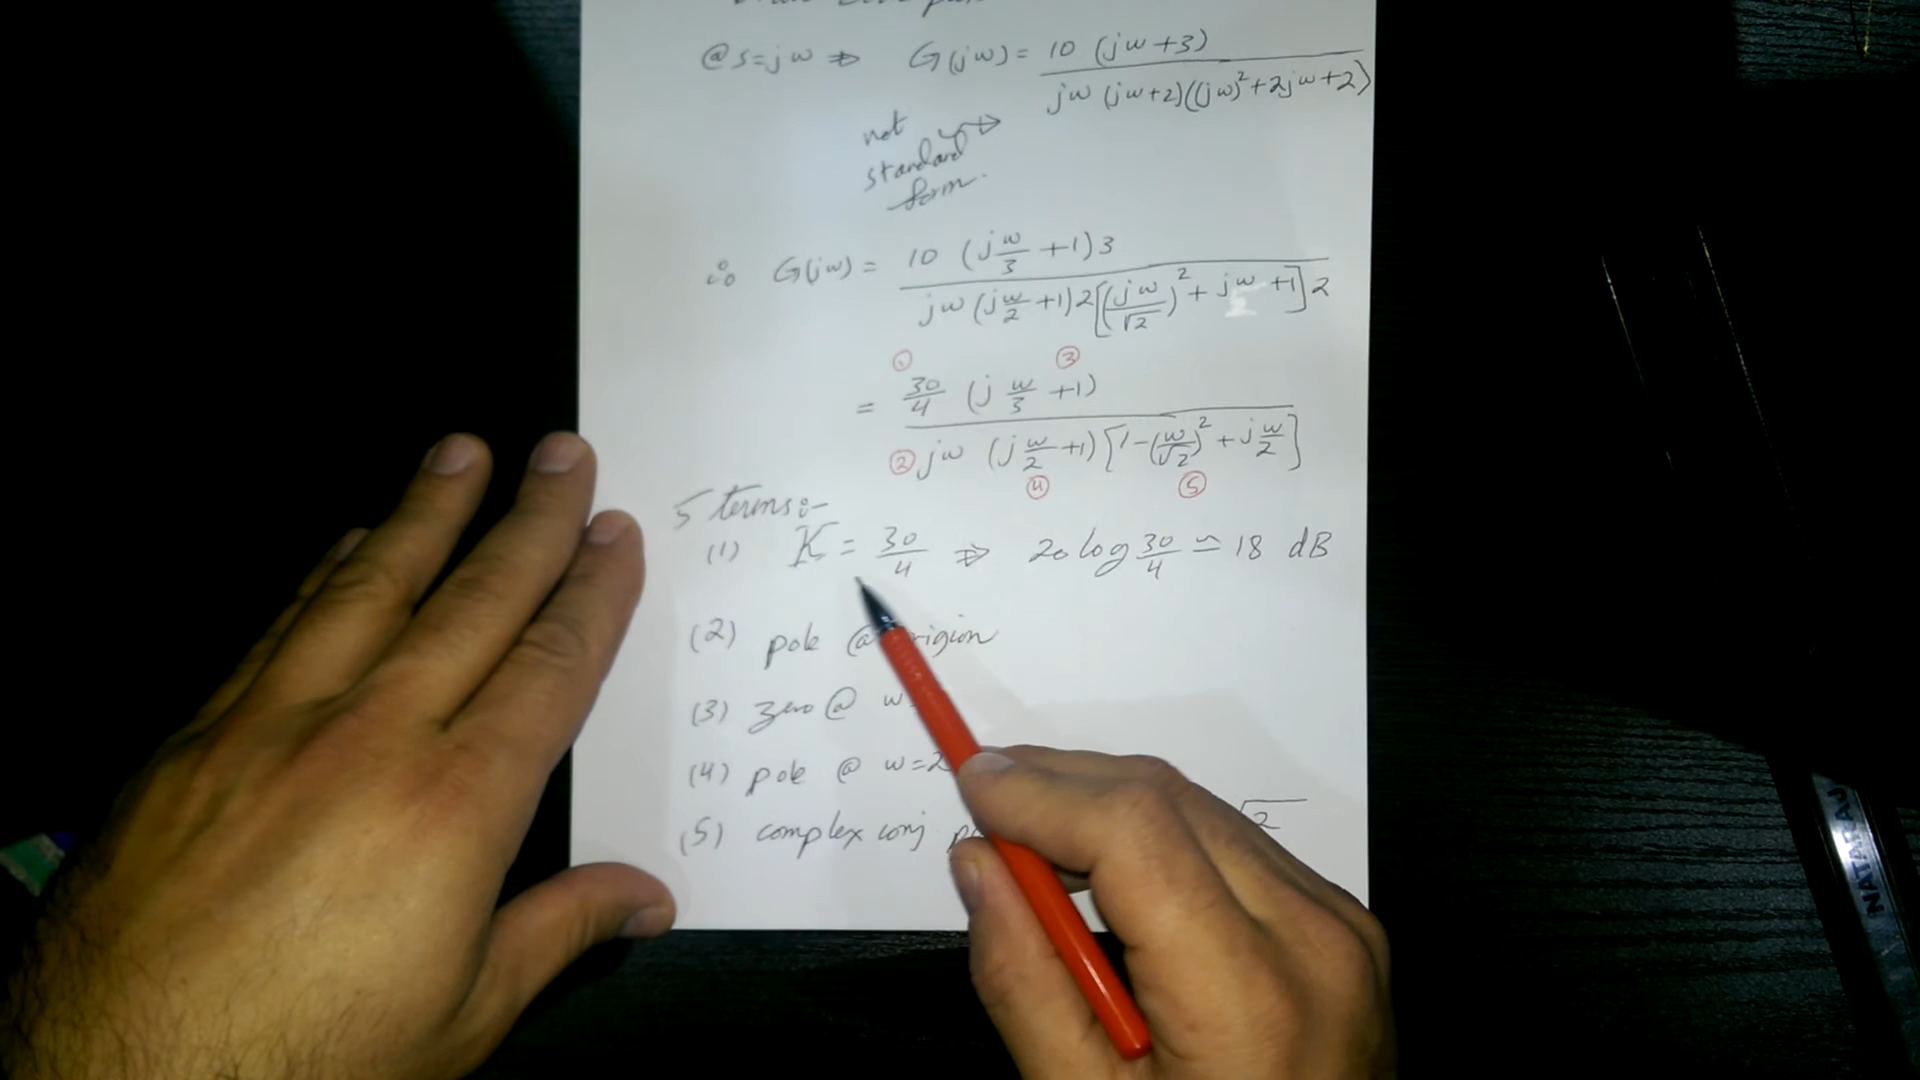 @ s=jω ⇒ G(jω) = 10 (jω+3) / jω (jω+2)((jω)²+2jω+2)
not
standard
form.
∴ G(jω) = 10 (jω/3 +1) 3 / jω (jω/2 +1) 2 [(jω/√2)² + jω +1] 2
① ③
= 30/4 (j ω/3 +1) / ② jω (j ω/2 +1) [1-(ω/√2)² + j ω/2]
④ ⑤
5 terms:-
(1) K = 30/4 ⇒ 20 log 30/4 ≃ 18 dB
(2) pole @
(3) zero @ w
(4) pole @ w=2
(5) complex conj √2
NATARAJ